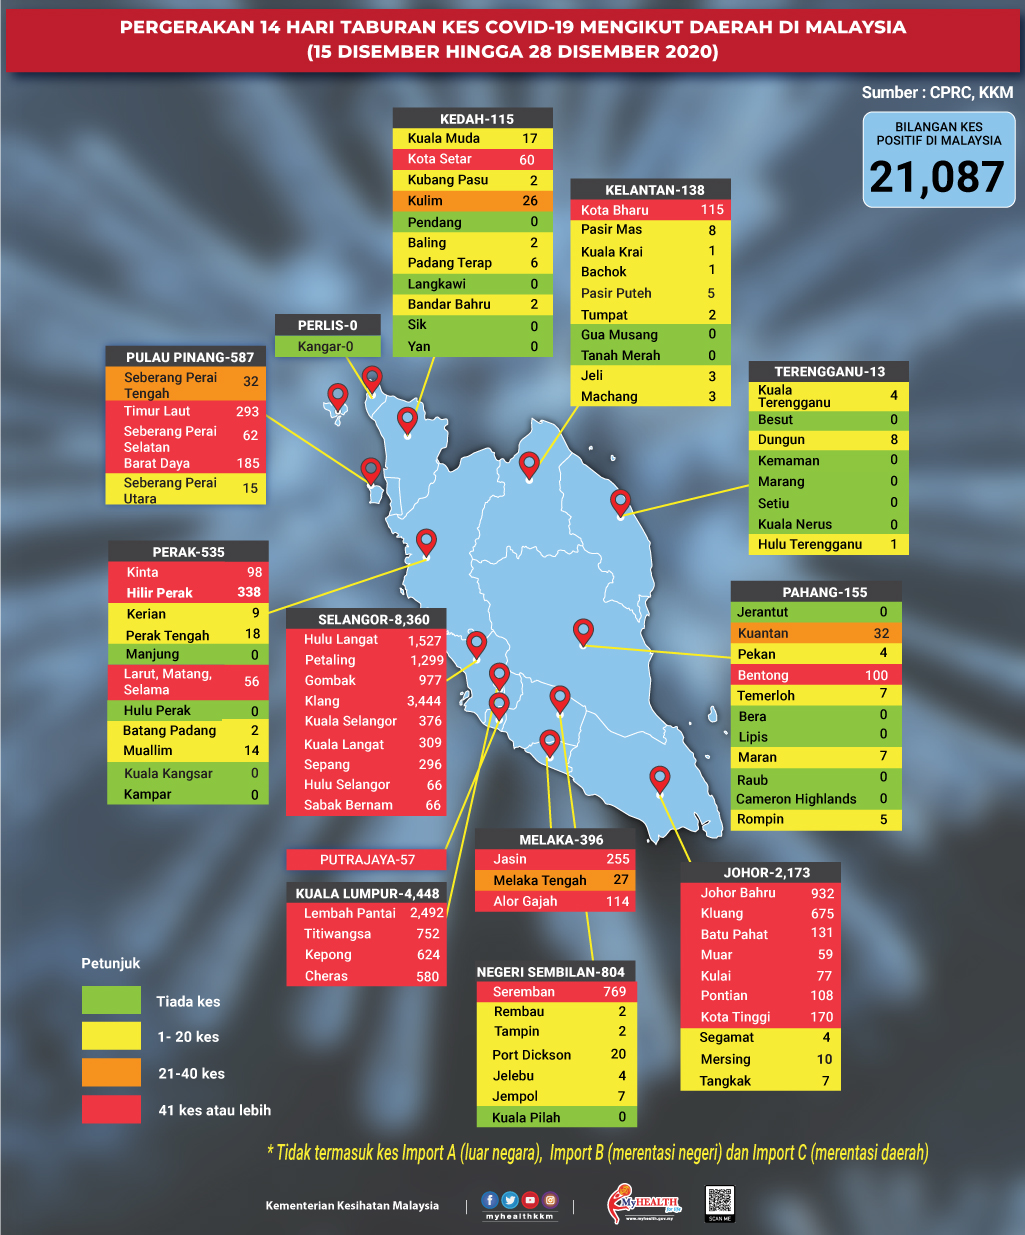 PERGERAKAN 14 HARI TABURAN KES COVID-19 MENGIKUT DAERAH DI MALAYSIA
(15 DISEMBER HINGGA 28 DISEMBER 2020)
Sumber : CPRC, KKM
BILANGAN KES
POSITIF DI MALAYSIA
21,087
KEDAH-115
Kuala Muda 17
Kota Setar 60
Kubang Pasu 2
Kulim 26
Pendang 0
Baling 2
Padang Terap 6
Langkawi 0
Bandar Bahru 2
Sik 0
Yan 0
KELANTAN-138
Kota Bharu 115
Pasir Mas 8
Kuala Krai 1
Bachok 1
Pasir Puteh 5
Tumpat 2
Gua Musang 0
Tanah Merah 0
Jeli 3
Machang 3
PERLIS-0
Kangar-0
PULAU PINANG-587
Seberang Perai
Tengah 32
Timur Laut 293
Seberang Perai
Selatan 62
Barat Daya 185
Seberang Perai
Utara 15
TERENGGANU-13
Kuala
Terengganu 4
Besut 0
Dungun 8
Kemaman 0
Marang 0
Setiu 0
Kuala Nerus 0
Hulu Terengganu 1
PERAK-535
Kinta 98
Hilir Perak 338
Kerian 9
Perak Tengah 18
Manjung 0
Larut, Matang,
Selama 56
Hulu Perak 0
Batang Padang 2
Muallim 14
Kuala Kangsar 0
Kampar 0
SELANGOR-8,360
Hulu Langat 1,527
Petaling 1,299
Gombak 977
Klang 3,444
Kuala Selangor 376
Kuala Langat 309
Sepang 296
Hulu Selangor 66
Sabak Bernam 66
PAHANG-155
Jerantut 0
Kuantan 32
Pekan 4
Bentong 100
Temerloh 7
Bera 0
Lipis 0
Maran 7
Raub 0
Cameron Highlands 0
Rompin 5
PUTRAJAYA-57
KUALA LUMPUR-4,448
Lembah Pantai 2,492
Titiwangsa 752
Kepong 624
Cheras 580
MELAKA-396
Jasin 255
Melaka Tengah 27
Alor Gajah 114
JOHOR-2,173
Johor Bahru 932
Kluang 675
Batu Pahat 131
Muar 59
Kulai 77
Pontian 108
Kota Tinggi 170
Segamat 4
Mersing 10
Tangkak 7
NEGERI SEMBILAN-804
Seremban 769
Rembau 2
Tampin 2
Port Dickson 20
Jelebu 4
Jempol 7
Kuala Pilah 0
Petunjuk
Tiada kes
1- 20 kes
21-40 kes
41 kes atau lebih
* Tidak termasuk kes Import A (luar negara), Import B (merentasi negeri) dan Import C (merentasi daerah)
Kementerian Kesihatan Malaysia
myhealthkkm
MyHEALTH
for life
www.myhealth.gov.my
SCAN ME